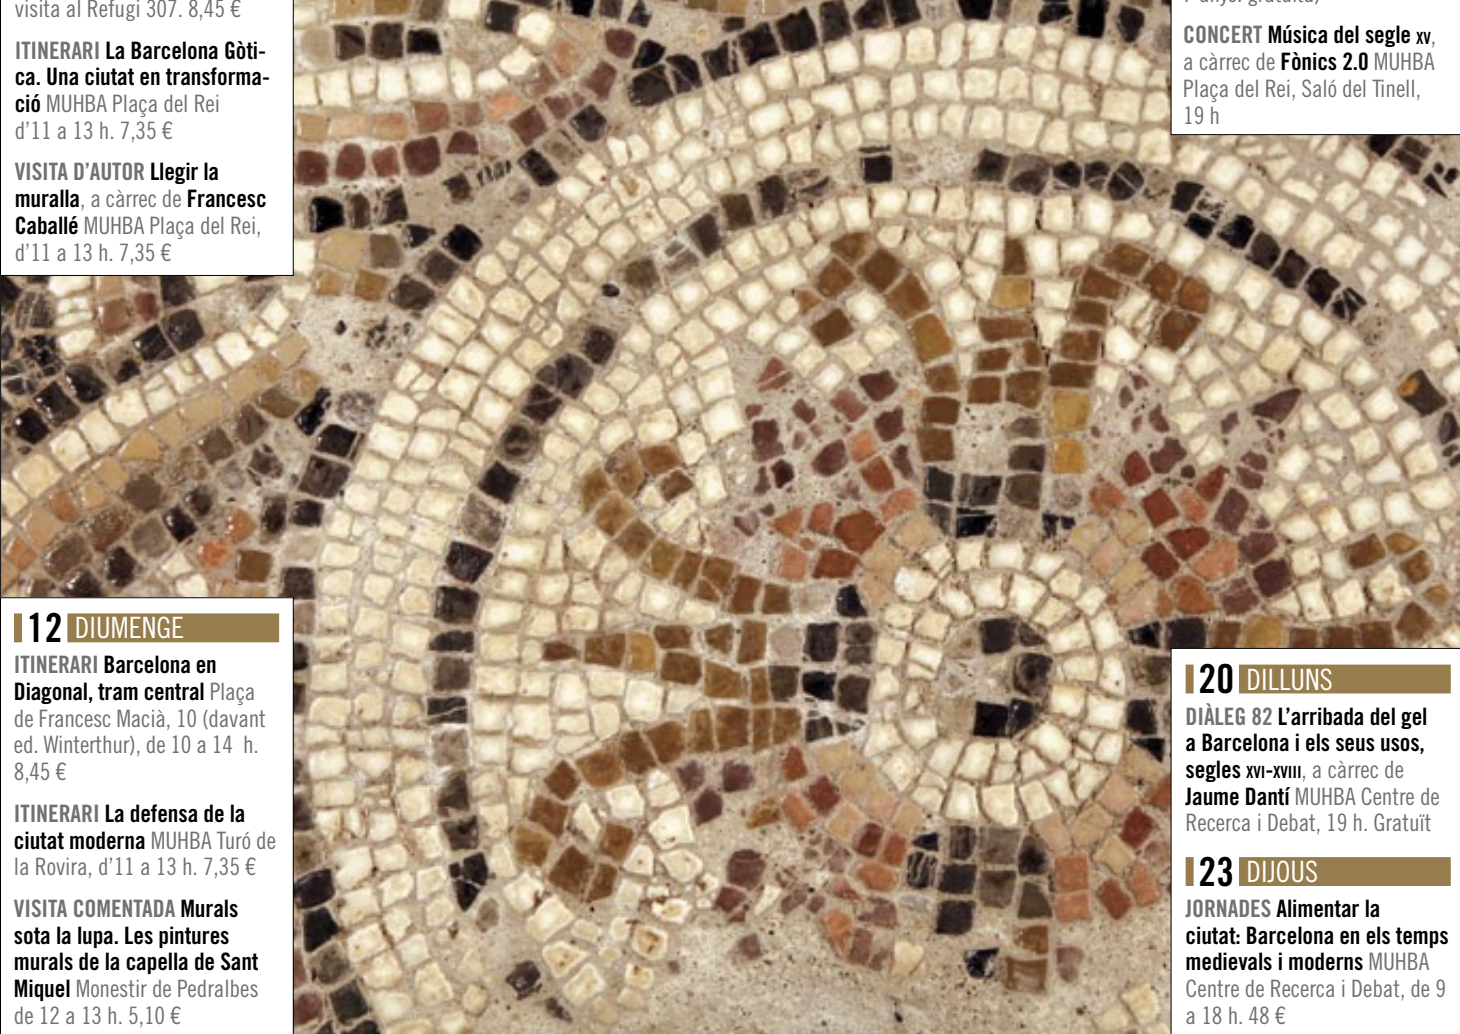 visita al Refugi 307. 8,45 €
ITINERARI La Barcelona Gòti-
ca. Una ciutat en transforma-
ció MUHBA Plaça del Rei
d'11 a 13 h. 7,35 €
VISITA D'AUTOR Llegir la
muralla, a càrrec de Francesc
Caballé MUHBA Plaça del Rei,
d'11 a 13 h. 7,35 €
12 DIUMENGE
ITINERARI Barcelona en
Diagonal, tram central Plaça
de Francesc Macià, 10 (davant
ed. Winterthur), de 10 a 14 h.
8,45 €
ITINERARI La defensa de la
ciutat moderna MUHBA Turó de
la Rovira, d'11 a 13 h. 7,35 €
VISITA COMENTADA Murals
sota la lupa. Les pintures
murals de la capella de Sant
Miquel Monestir de Pedralbes
de 12 a 13 h. 5,10 €
CONCERT Música del segle XV,
a càrrec de Fònics 2.0 MUHBA
Plaça del Rei, Saló del Tinell,
19 h
20 DILLUNS
DIÀLEG 82 L'arribada del gel
a Barcelona i els seus usos,
segles XVI-XVIII, a càrrec de
Jaume Dantí MUHBA Centre de
Recerca i Debat, 19 h. Gratuït
23 DIJOUS
JORNADES Alimentar la
ciutat: Barcelona en els temps
medievals i moderns MUHBA
Centre de Recerca i Debat, de 9
a 18 h. 48 €